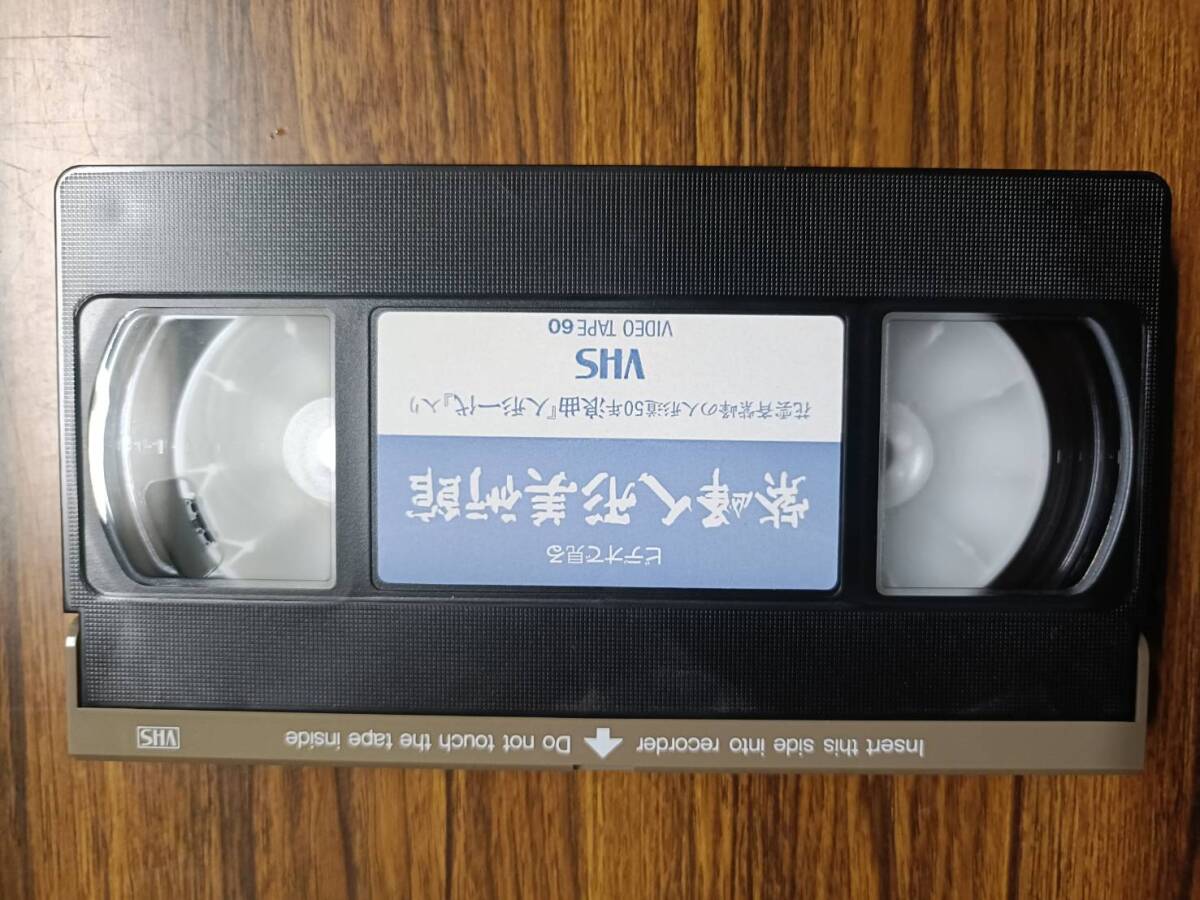 Insert this side into recorder Do not touch the tape inside VHS
ビデオで見る
紫峰人形美術館
花雲斉紫峰の人形道50年浪曲『人形一代』入り
VHS
VIDEO TAPE 60